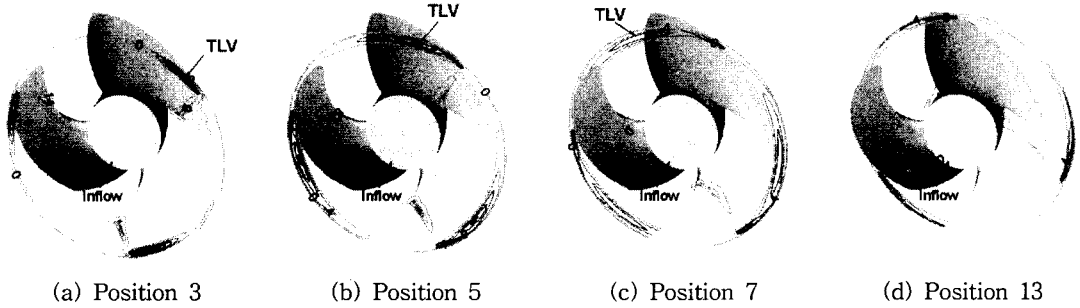 TLV
TLV
TLV
Inflow
Inflow
Inflow
Inflow
(a) Position 3
(b) Position 5
(c) Position 7
(d) Position 13